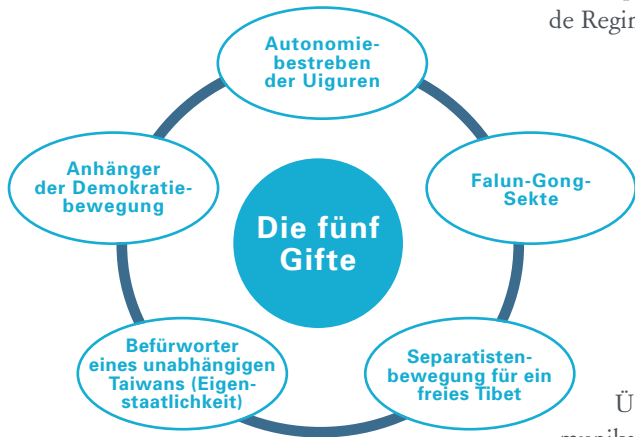 de Regim
Autonomie-
bestreben
der Uiguren
Anhänger
der Demokratie-
bewegung
Falun-Gong-
Sekte
Die fünf
Gifte
Befürworter
eines unabhängigen
Taiwans (Eigen-
staatlichkeit)
Separatisten-
bewegung für ein
freies Tibet
Ü